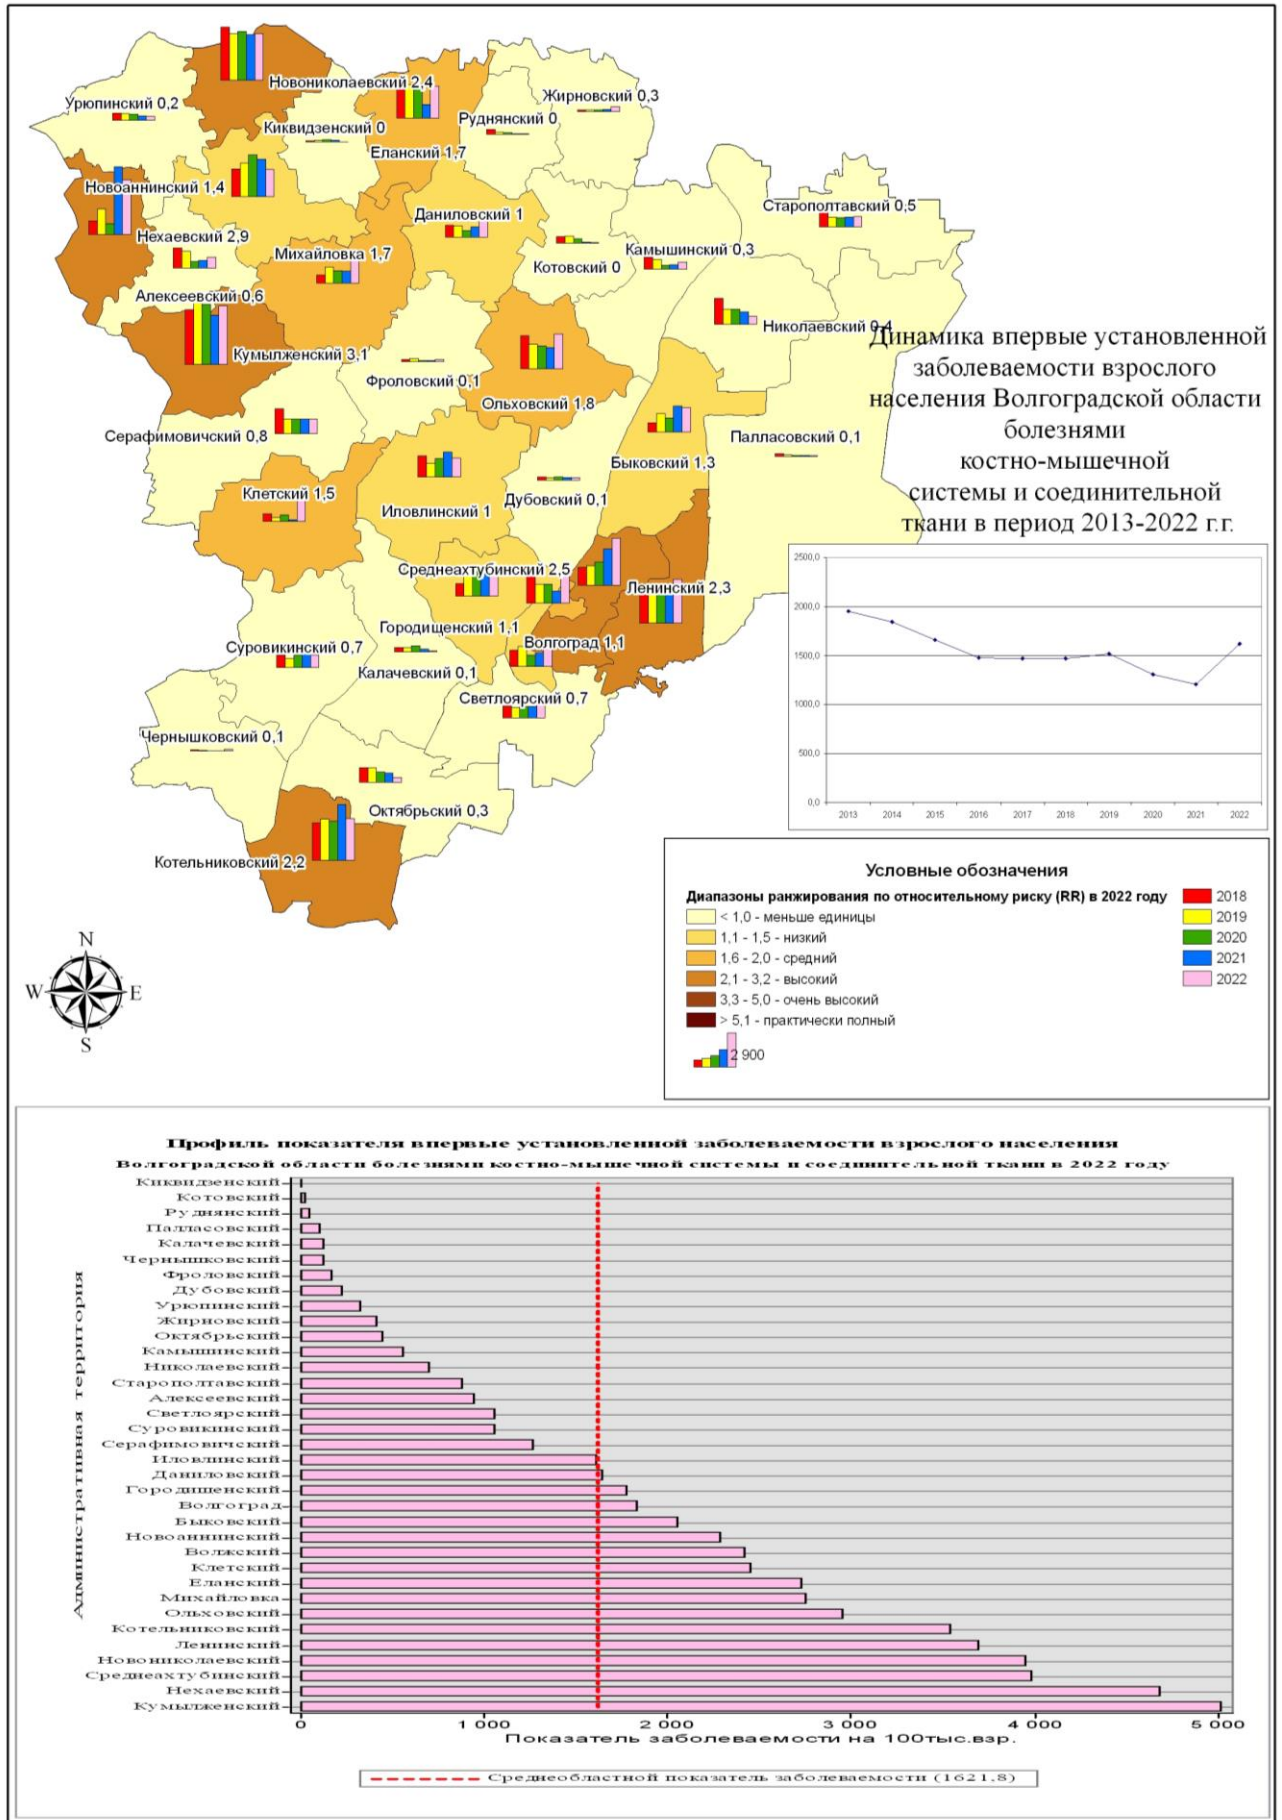 Новониколаевский 2,4
Урюпинский 0,2
Жирновский 0,3
Руднянский 0
Киквидзенский 0
Еланский 1,7
Новоаннинский 1,4
Старополтавский 0,5
Даниловский 1
Нехаевский 2,9
Михайловка 1,7
Камышинский 0,3
Котовский 0
Алексеевский 0,6
Николаевский 0,4
Кумылженский 3,1
Фроловский 0,1
Ольховский 1,8
Динамика впервые установленной
заболеваемости взрослого
населения Волгоградской области
болезнями
костно-мышечной
системы и соединительной
ткани в период 2013-2022 г.г.
Серафимовичский 0,8
Палласовский 0,1
Быковский 1,3
Клетский 1,5
Иловлинский 1
Дубовский 0,1
Среднеахтубинский 2,5
Ленинский 2,3
Городищенский 1,1
Волгоград 1,1
Суровикинский 0,7
Калачевский 0,1
Светлоярский 0,7
Чернышковский 0,1
Октябрьский 0,3
Котельниковский 2,2
2500,0
2000,0
1500,0
1000,0
500,0
0,0
2013 2014 2015 2016 2017 2018 2019 2020 2021 2022
Условные обозначения
Диапазоны ранжирования по относительному риску (RR) в 2022 году
< 1,0 - меньше единицы
1,1 - 1,5 - низкий
1,6 - 2,0 - средний
2,1 - 3,2 - высокий
3,3 - 5,0 - очень высокий
> 5,1 - практически полный
2 900
2018
2019
2020
2021
2022
N
W E
S
Профиль показателя впервые установленной заболеваемости взрослого населения
Волгоградской области болезнями костно-мышечной системы и соединительной ткани в 2022 году
Административная территория
Киквидзенский
Котовский
Руднянский
Палласовский
Калачевский
Чернышковский
Фроловский
Дубовский
Урюпинский
Жирновский
Октябрьский
Камышинский
Николаевский
Старополтавский
Алексеевский
Светлоярский
Суровикинский
Серафимовичский
Иловлинский
Даниловский
Городищенский
Волгоград
Быковский
Новоаннинский
Волжский
Клетский
Еланский
Михайловка
Ольховский
Котельниковский
Ленинский
Новониколаевский
Среднеахтубинский
Нехаевский
Кумылженский
0 1 000 2 000 3 000 4 000 5 000
Показатель заболеваемости на 100тыс.взр.
Среднеобластной показатель заболеваемости (1621,8)